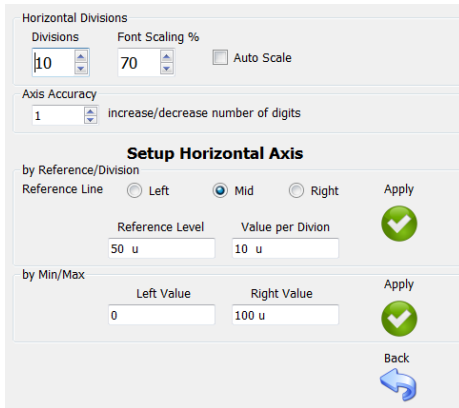 Horizontal Divisions
Divisions Font Scaling %
10 70 Auto Scale
Axis Accuracy
1 increase/decrease number of digits
Setup Horizontal Axis
by Reference/Division
Reference Line Left Mid Right Apply
Reference Level Value per Divion
50 u 10 u
by Min/Max
Left Value Right Value Apply
0 100 u
Back